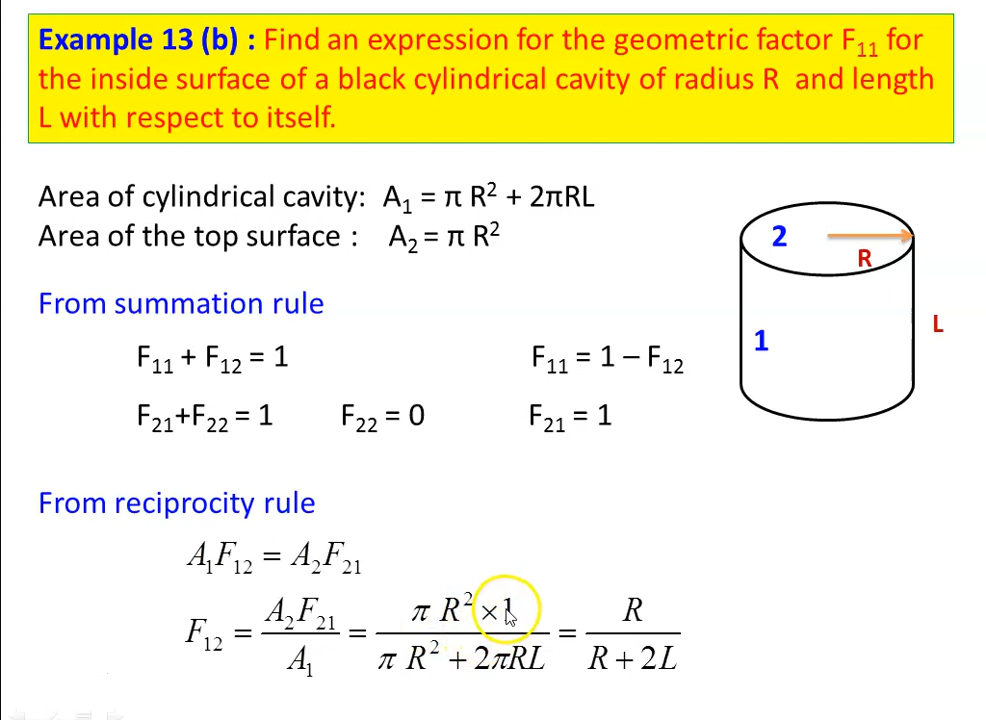 Example 13 (b) : Find an expression for the geometric factor F₁₁ for
the inside surface of a black cylindrical cavity of radius R and length
L with respect to itself.
Area of cylindrical cavity: A₁ = π R² + 2πRL
Area of the top surface : A₂ = π R²
2
R
L
1
From summation rule
F₁₁ + F₁₂ = 1 F₁₁ = 1 – F₁₂
F₂₁+F₂₂ = 1 F₂₂ = 0 F₂₁ = 1
From reciprocity rule
A₁F₁₂ = A₂F₂₁
F₁₂ = A₂F₂₁ / A₁ = π R² × 1 / π R² + 2πRL = R / R + 2L